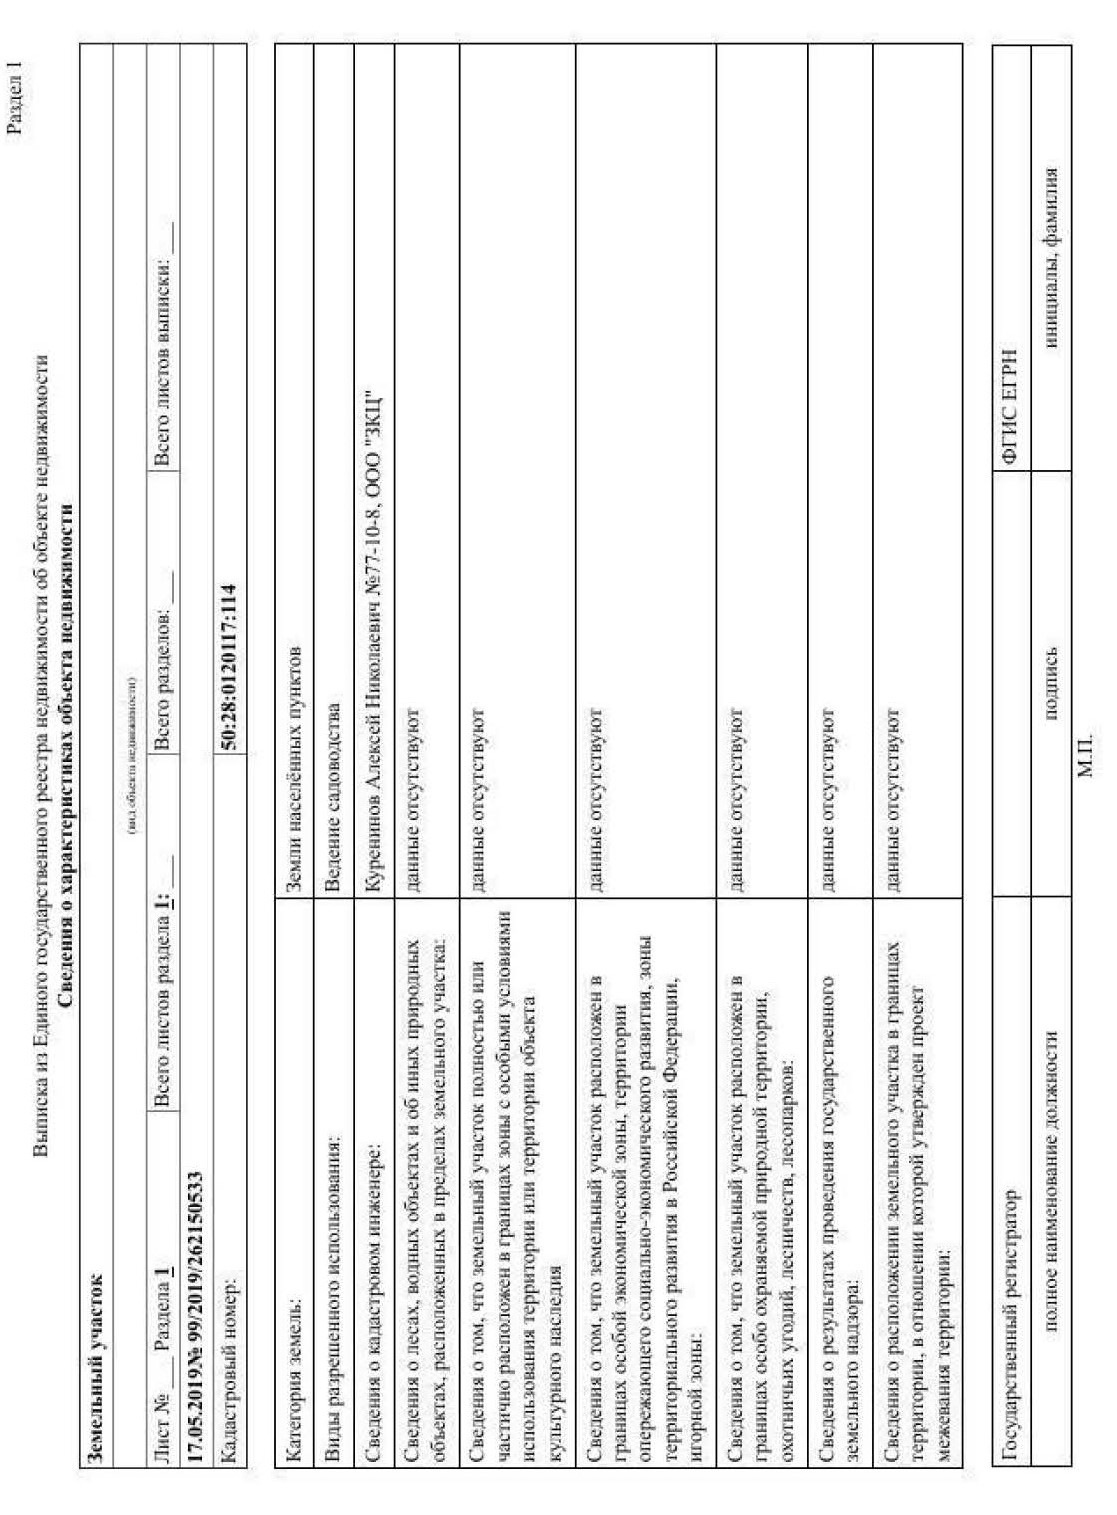 Раздел 1
Выписка из Единого государственного реестра недвижимости об объекте недвижимости
Сведения о характеристиках объекта недвижимости
Земельный участок
(вид объекта недвижимости)
Лист № ___ Раздела 1 Всего листов раздела 1: ___ Всего разделов: ___ Всего листов выписки: ___
17.05.2019№ 99/2019/262150533
Кадастровый номер: 50:28:0120117:114
Категория земель: Земли населённых пунктов
Виды разрешенного использования: Ведение садоводства
Сведения о кадастровом инженере: Куренинов Алексей Николаевич №77-10-8, ООО "ЗКЦ"
Сведения о лесах, водных объектах и об иных природных данные отсутствуют
объектах, расположенных в пределах земельного участка:
Сведения о том, что земельный участок полностью или данные отсутствуют
частично расположен в границах зоны с особыми условиями
использования территории или территории объекта
культурного наследия
Сведения о том, что земельный участок расположен в данные отсутствуют
границах особой экономической зоны, территории
опережающего социально-экономического развития, зоны
территориального развития в Российской Федерации,
игорной зоны:
Сведения о том, что земельный участок расположен в данные отсутствуют
границах особо охраняемой природной территории,
охотничьих угодий, лесничеств, лесопарков:
Сведения о результатах проведения государственного данные отсутствуют
земельного надзора:
Сведения о расположении земельного участка в границах данные отсутствуют
территории, в отношении которой утвержден проект
межевания территории:
Государственный регистратор ФГИС ЕГРН
полное наименование должности подпись инициалы, фамилия
М.П.